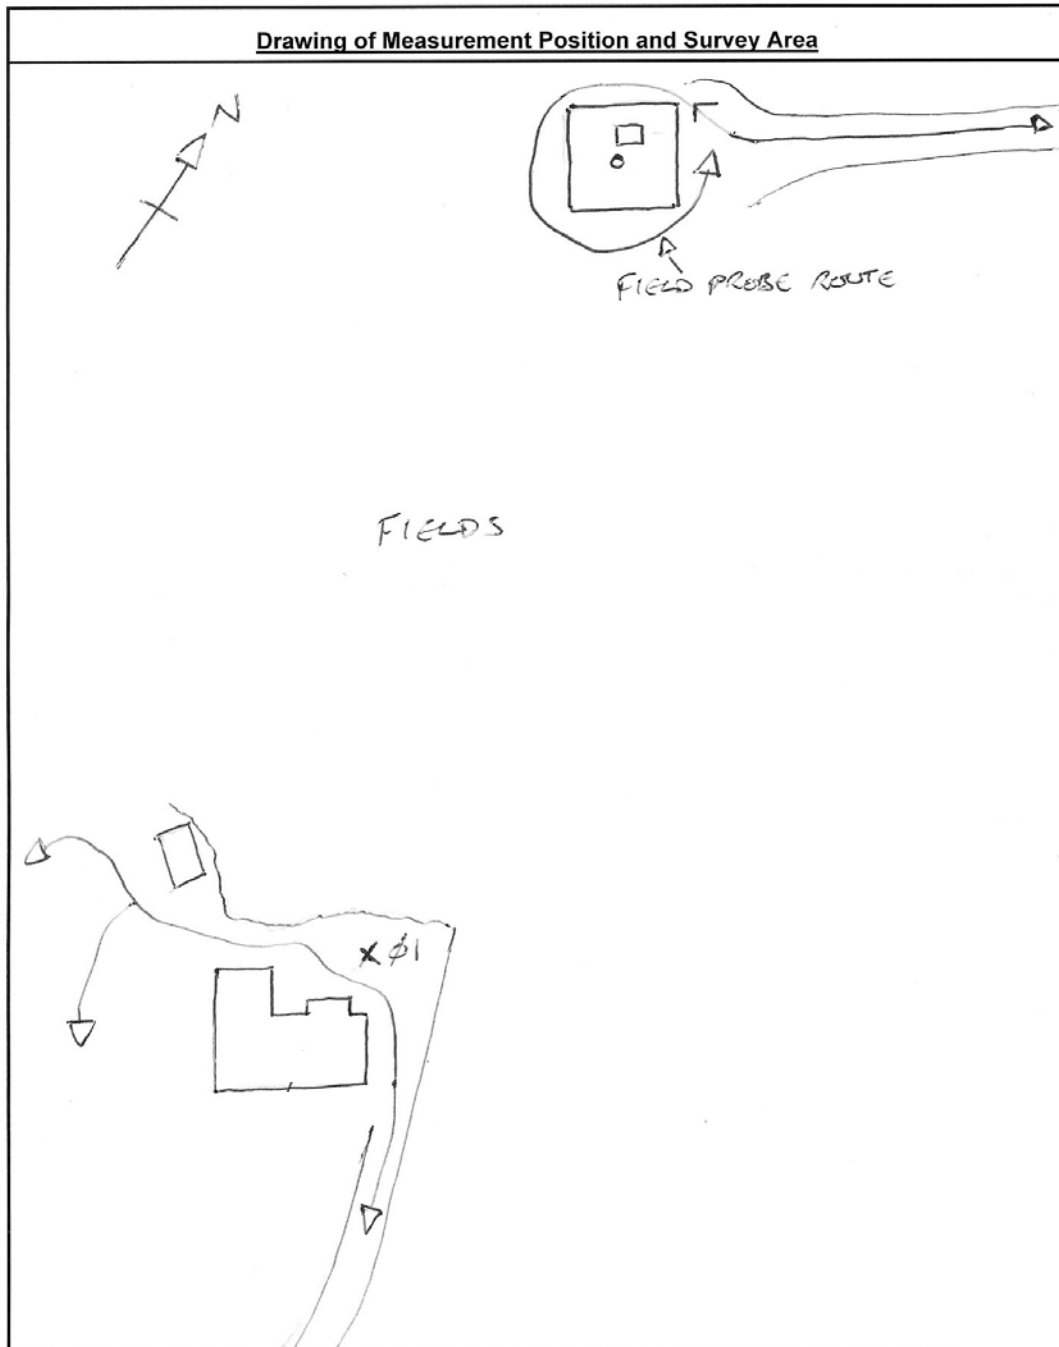 Drawing of Measurement Position and Survey Area
N
FIELD PROBE ROUTE
FIELDS
x ø1